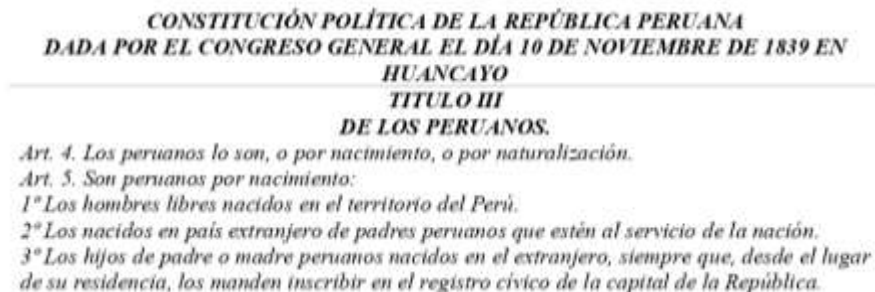 CONSTITUCIÓN POLÍTICA DE LA REPÚBLICA PERUANA
DADA POR EL CONGRESO GENERAL EL DÍA 10 DE NOVIEMBRE DE 1839 EN
HUANCAYO
TITULO III
DE LOS PERUANOS.
Art. 4. Los peruanos lo son, o por nacimiento, o por naturalización.
Art. 5. Son peruanos por nacimiento:
1º Los hombres libres nacidos en el territorio del Perú.
2º Los nacidos en país extranjero de padres peruanos que estén al servicio de la nación.
3º Los hijos de padre o madre peruanos nacidos en el extranjero, siempre que, desde el lugar
de su residencia, los manden inscribir en el registro cívico de la capital de la República.